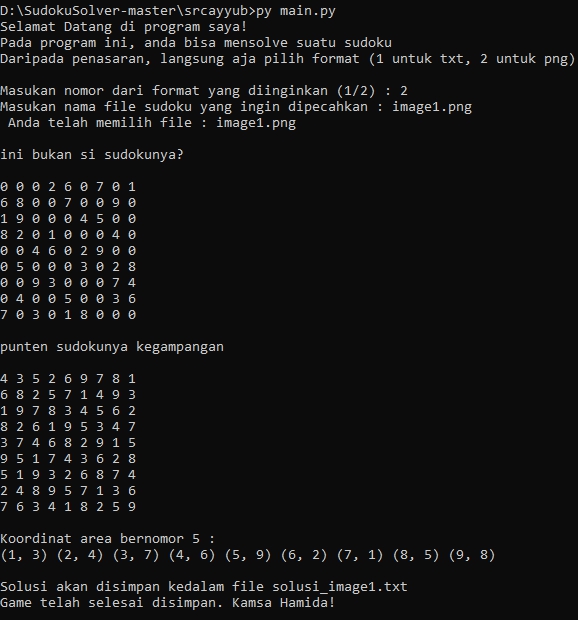 D:\SudokuSolver-master\srcayyub>py main.py
Selamat Datang di program saya!
Pada program ini, anda bisa mensolve suatu sudoku
Daripada penasaran, langsung aja pilih format (1 untuk txt, 2 untuk png)
Masukan nomor dari format yang diinginkan (1/2) : 2
Masukan nama file sudoku yang ingin dipecahkan : image1.png
Anda telah memilih file : image1.png
ini bukan si sudokunya?
0 0 0 2 6 0 7 0 1
6 8 0 0 7 0 0 9 0
1 9 0 0 0 4 5 0 0
8 2 0 1 0 0 0 4 0
0 0 4 6 0 2 9 0 0
0 5 0 0 0 3 0 2 8
0 0 9 3 0 0 0 7 4
0 4 0 0 5 0 0 3 6
7 0 3 0 1 8 0 0 0
punten sudokunya kegampangan
4 3 5 2 6 9 7 8 1
6 8 2 5 7 1 4 9 3
1 9 7 8 3 4 5 6 2
8 2 6 1 9 5 3 4 7
3 7 4 6 8 2 9 1 5
9 5 1 7 4 3 6 2 8
5 1 9 3 2 6 8 7 4
2 4 8 9 5 7 1 3 6
7 6 3 4 1 8 2 5 9
Koordinat area bernomor 5 :
(1, 3) (2, 4) (3, 7) (4, 6) (5, 9) (6, 2) (7, 1) (8, 5) (9, 8)
Solusi akan disimpan kedalam file solusi_image1.txt
Game telah selesai disimpan. Kamsa Hamida!